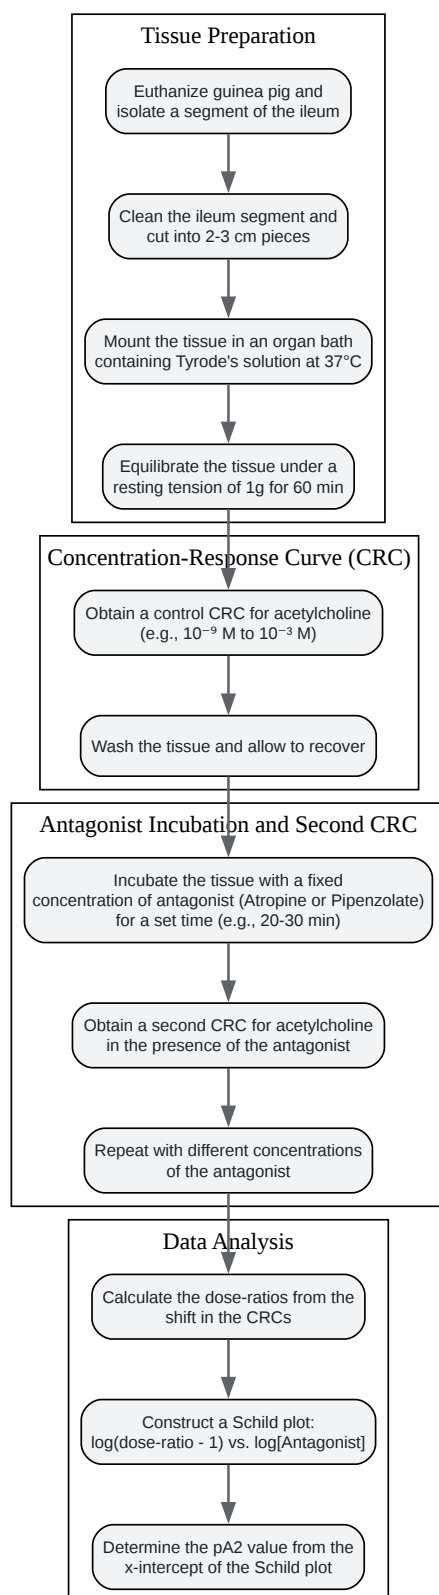 Tissue Preparation
Euthanize guinea pig and
isolate a segment of the ileum
Clean the ileum segment and
cut into 2-3 cm pieces
Mount the tissue in an organ bath
containing Tyrode's solution at 37°C
Equilibrate the tissue under a
resting tension of 1g for 60 min
Concentration-Response Curve (CRC)
Obtain a control CRC for acetylcholine
(e.g., 10⁻⁹ M to 10⁻³ M)
Wash the tissue and allow to recover
Antagonist Incubation and Second CRC
Incubate the tissue with a fixed
concentration of antagonist (Atropine or Pipenzolate)
for a set time (e.g., 20-30 min)
Obtain a second CRC for acetylcholine
in the presence of the antagonist
Repeat with different concentrations
of the antagonist
Data Analysis
Calculate the dose-ratios from the
shift in the CRCs
Construct a Schild plot:
log(dose-ratio - 1) vs. log[Antagonist]
Determine the pA2 value from the
x-intercept of the Schild plot